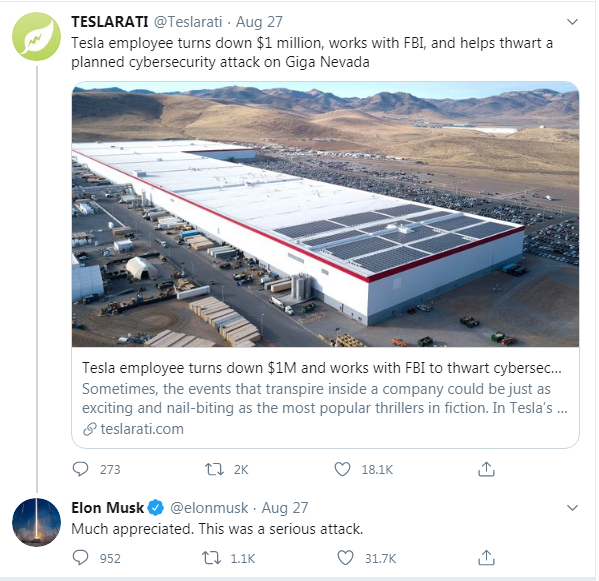 TESLARATI @Teslarati · Aug 27
Tesla employee turns down $1 million, works with FBI, and helps thwart a
planned cybersecurity attack on Giga Nevada
Tesla employee turns down $1M and works with FBI to thwart cybersec...
Sometimes, the events that transpire inside a company could be just as
exciting and nail-biting as the most popular thrillers in fiction. In Tesla's ...
teslarati.com
273 2K 18.1K
Elon Musk @elonmusk · Aug 27
Much appreciated. This was a serious attack.
952 1.1K 31.7K